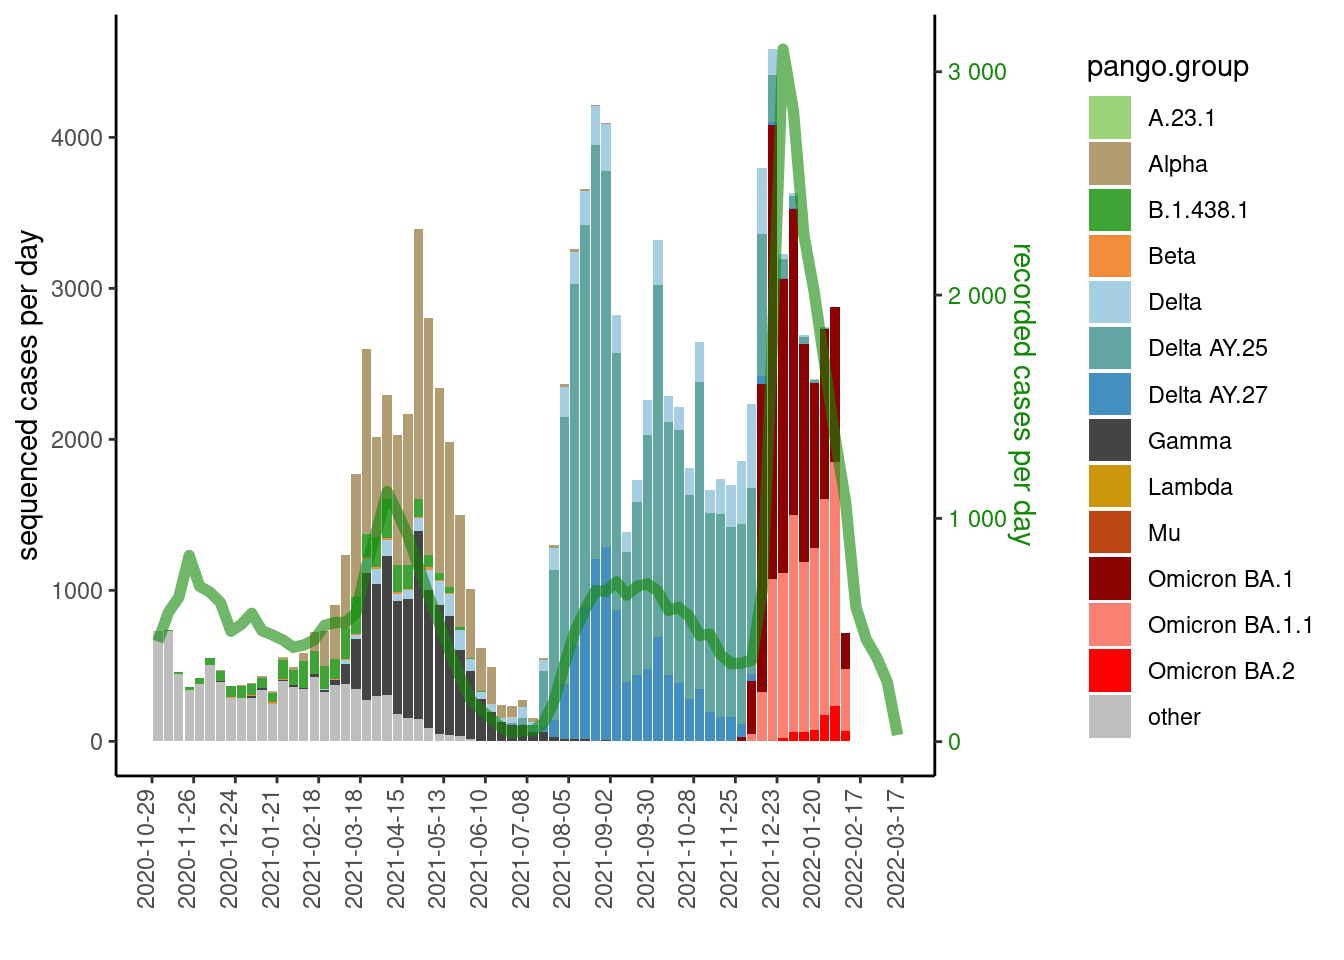 sequenced cases per day
4000
3000
2000
1000
0
3 000
2 000
1 000
0
recorded cases per day
2020-10-29
2020-11-26
2020-12-24
2021-01-21
2021-02-18
2021-03-18
2021-04-15
2021-05-13
2021-06-10
2021-07-08
2021-08-05
2021-09-02
2021-09-30
2021-10-28
2021-11-25
2021-12-23
2022-01-20
2022-02-17
2022-03-17
pango.group
A.23.1
Alpha
B.1.438.1
Beta
Delta
Delta AY.25
Delta AY.27
Gamma
Lambda
Mu
Omicron BA.1
Omicron BA.1.1
Omicron BA.2
other